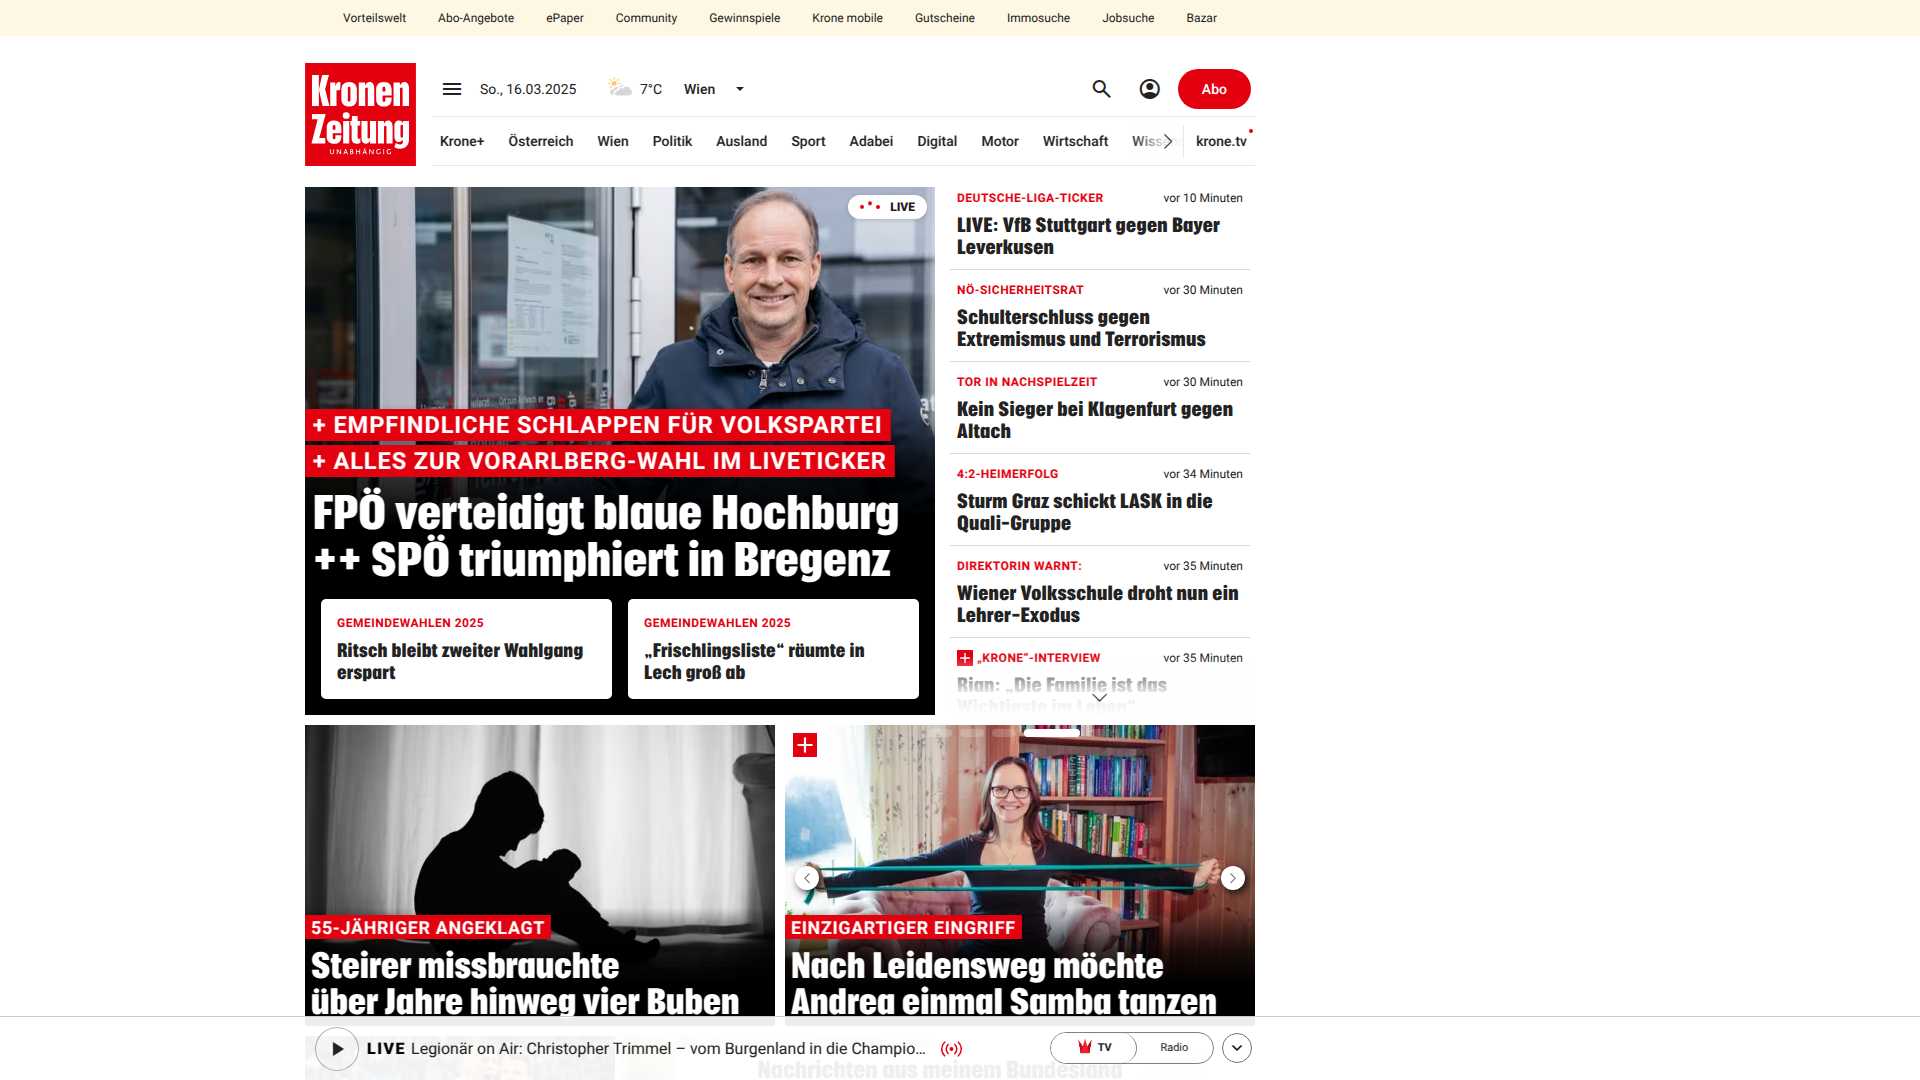 Vorteilswelt Abo-Angebote ePaper Community Gewinnspiele Krone mobile Gutscheine Immosuche Jobsuche Bazar
Kronen
Zeitung
UNABHÄNGIG
So., 16.03.2025 7°C Wien
Abo
Krone+ Österreich Wien Politik Ausland Sport Adabei Digital Motor Wirtschaft krone.tv
LIVE
+ EMPFINDLICHE SCHLAPPEN FÜR VOLKSPARTEI
+ ALLES ZUR VORARLBERG-WAHL IM LIVETICKER
FPÖ verteidigt blaue Hochburg
++ SPÖ triumphiert in Bregenz
GEMEINDEWAHLEN 2025
Ritsch bleibt zweiter Wahlgang
erspart
GEMEINDEWAHLEN 2025
„Frischlingsliste“ räumte in
Lech groß ab
DEUTSCHE-LIGA-TICKER vor 10 Minuten
LIVE: VfB Stuttgart gegen Bayer
Leverkusen
NÖ-SICHERHEITSRAT vor 30 Minuten
Schulterschluss gegen
Extremismus und Terrorismus
TOR IN NACHSPIELZEIT vor 30 Minuten
Kein Sieger bei Klagenfurt gegen
Altach
4:2-HEIMERFOLG vor 34 Minuten
Sturm Graz schickt LASK in die
Quali-Gruppe
DIREKTORIN WARNT: vor 35 Minuten
Wiener Volksschule droht nun ein
Lehrer-Exodus
„KRONE“-INTERVIEW vor 35 Minuten
Rian: „Die Familie ist das
Wichtigste im Leben“
55-JÄHRIGER ANGEKLAGT
Steirer missbrauchte
über Jahre hinweg vier Buben
EINZIGARTIGER EINGRIFF
Nach Leidensweg möchte
Andrea einmal Samba tanzen
LIVE Legionär on Air: Christopher Trimmel – vom Burgenland in die Champio...
TV Radio
Nachrichten aus meinem Bundesland